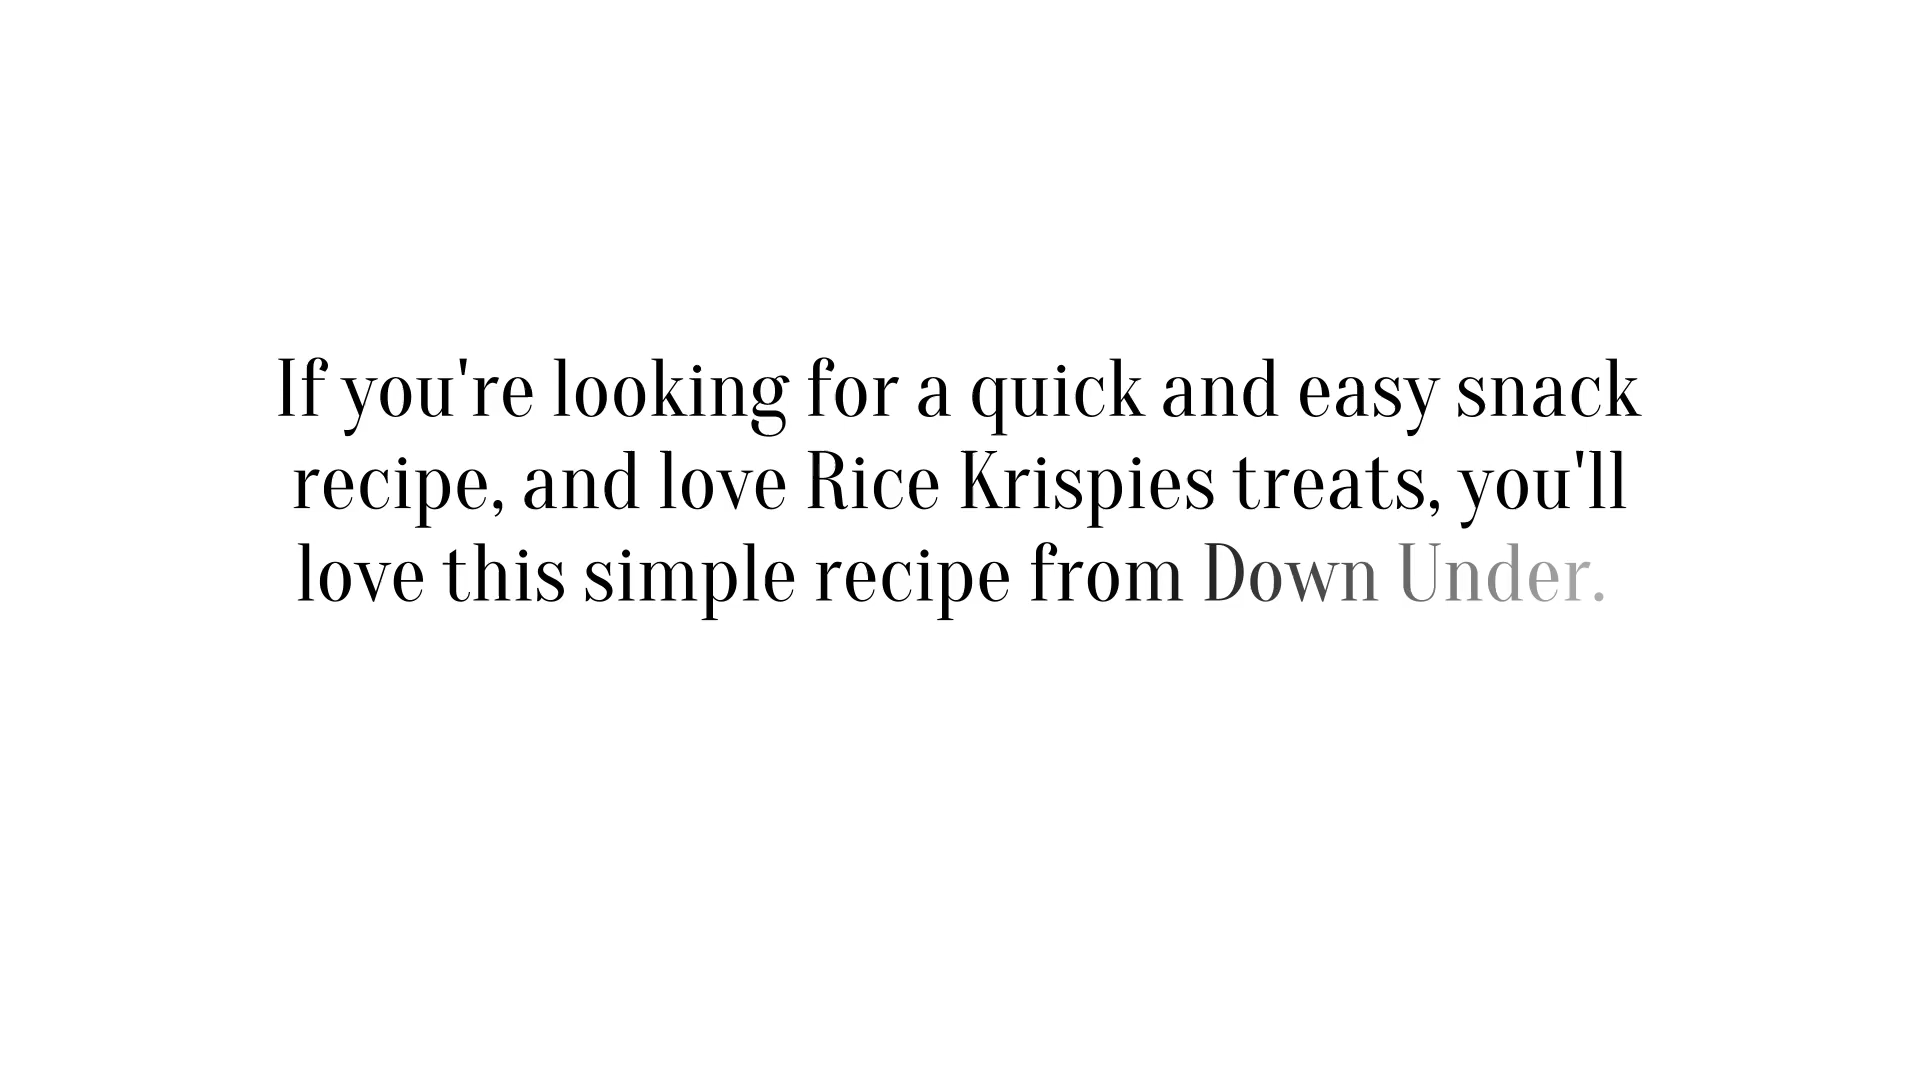 If you're looking for a quick and easy snack
recipe, and love Rice Krispies treats, you'll
love this simple recipe from Down Under.